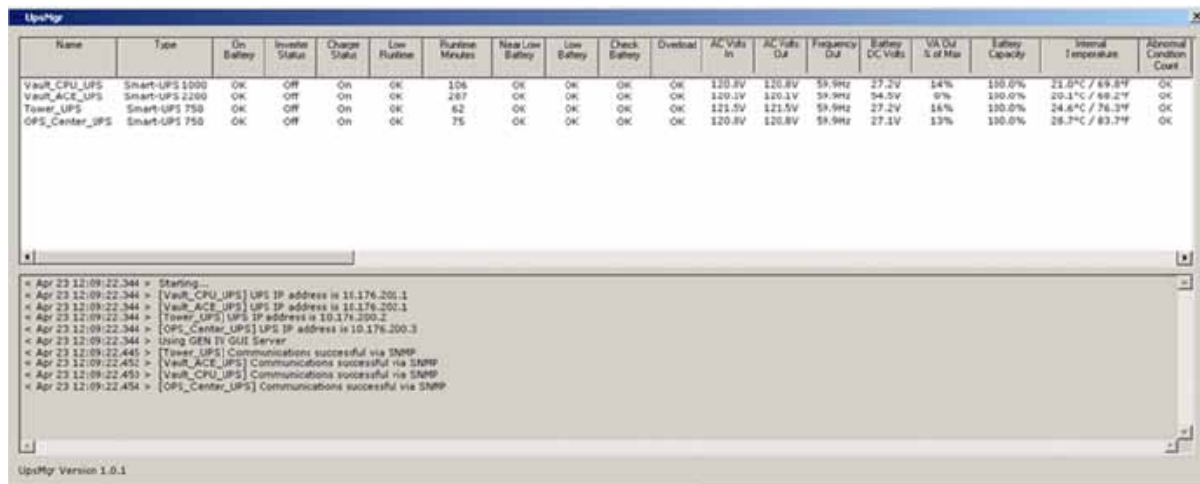 UpsMgr
Name Type On Battery Inverter Status Charger Status Low Runtime Runtime Minutes Near Low Battery Low Battery Check Battery Overload AC Volts In AC Volts Out Frequency Out Battery DC Volts VA Out % of Max Battery Capacity Internal Temperature Abnormal Condition Count
Vault_CPU_UPS Smart-UPS 1000 OK Off On OK 106 OK OK OK OK 120.8V 120.8V 59.9Hz 27.2V 14% 100.0% 21.0°C / 69.8°F OK
Vault_ACE_UPS Smart-UPS 2200 OK Off On OK 287 OK OK OK OK 120.1V 120.1V 59.9Hz 54.5V 0% 100.0% 20.1°C / 68.2°F OK
Tower_UPS Smart-UPS 750 OK Off On OK 62 OK OK OK OK 121.5V 121.5V 59.9Hz 27.2V 16% 100.0% 24.6°C / 76.3°F OK
OPS_Center_UPS Smart-UPS 750 OK Off On OK 75 OK OK OK OK 120.8V 120.8V 59.9Hz 27.1V 13% 100.0% 28.7°C / 83.7°F OK
< Apr 23 12:09:22.344 > Starting...
< Apr 23 12:09:22.344 > [Vault_CPU_UPS] UPS IP address is 10.176.201.1
< Apr 23 12:09:22.344 > [Vault_ACE_UPS] UPS IP address is 10.176.202.1
< Apr 23 12:09:22.344 > [Tower_UPS] UPS IP address is 10.176.200.2
< Apr 23 12:09:22.344 > [OPS_Center_UPS] UPS IP address is 10.176.200.3
< Apr 23 12:09:22.344 > Using GEN IV GUI Server
< Apr 23 12:09:22.445 > [Tower_UPS] Communications successful via SNMP
< Apr 23 12:09:22.452 > [Vault_ACE_UPS] Communications successful via SNMP
< Apr 23 12:09:22.453 > [Vault_CPU_UPS] Communications successful via SNMP
< Apr 23 12:09:22.454 > [OPS_Center_UPS] Communications successful via SNMP
UpsMgr Version 1.0.1